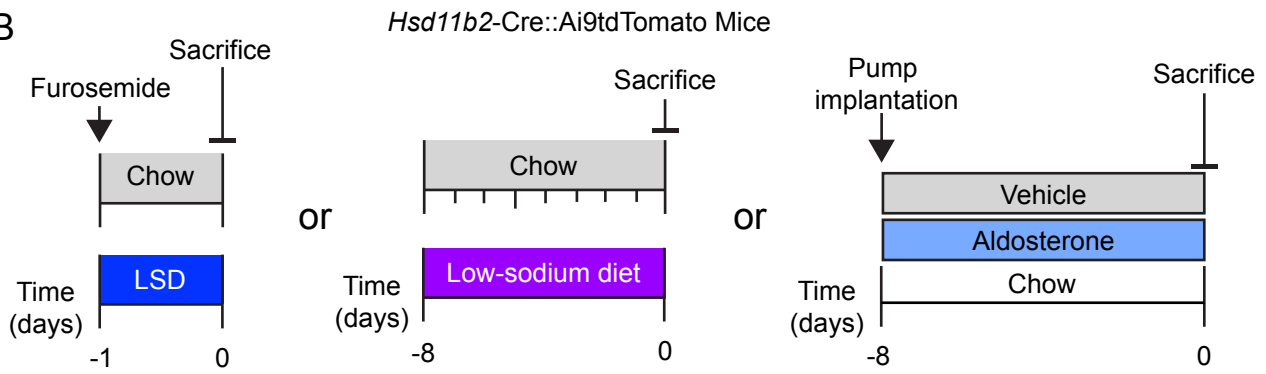 B
Hsd11b2-Cre::Ai9tdTomato Mice
Sacrifice
Furosemide
Chow
LSD
Time
(days)
-1
0
or
Sacrifice
Chow
Low-sodium diet
Time
(days)
-8
0
or
Pump
implantation
Sacrifice
Vehicle
Aldosterone
Chow
Time
(days)
-8
0